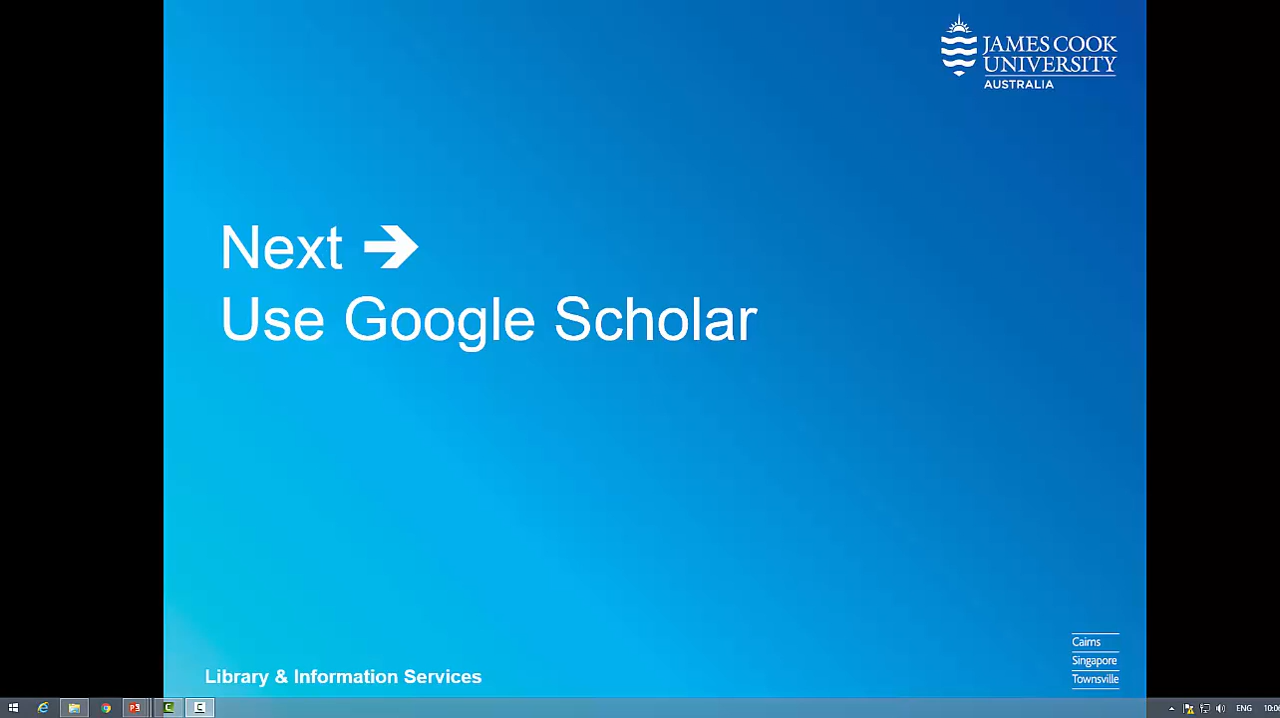 JAMES COOK
UNIVERSITY
AUSTRALIA
Next ➔
Use Google Scholar
Cairns
Singapore
Townsville
Library & Information Services
ENG